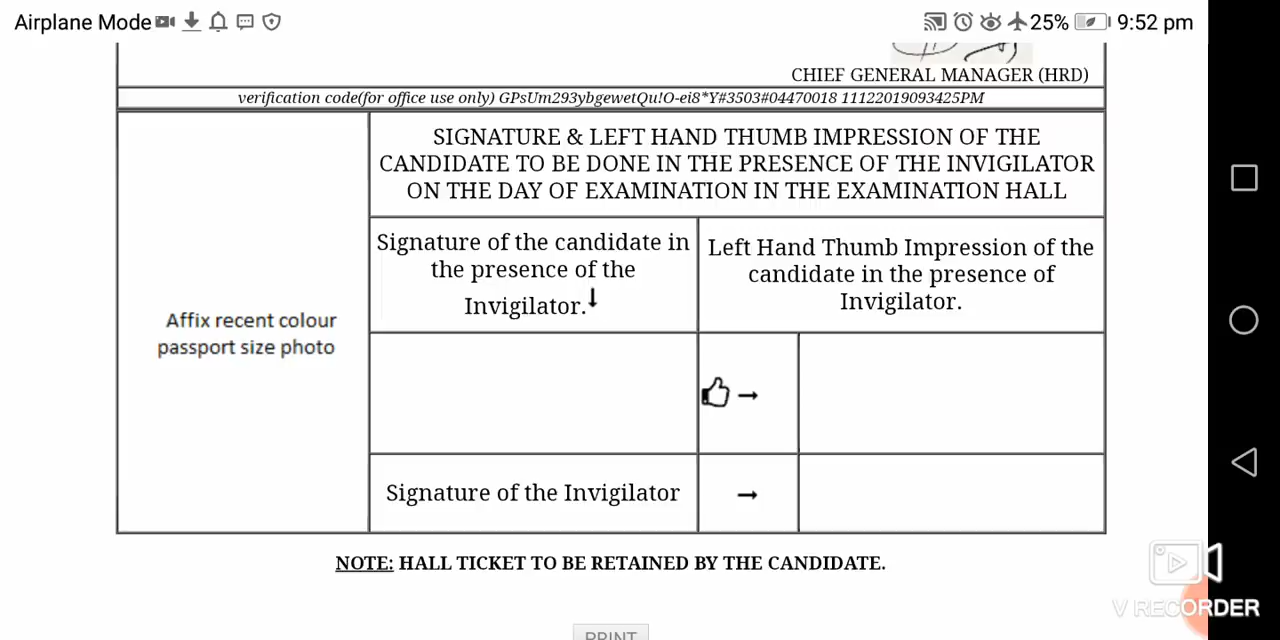 Airplane Mode 25% 9:52 pm
CHIEF GENERAL MANAGER (HRD)
verification code(for office use only) GPsUm293ybgewetQu!O-ei8*Y#3503#04470018 11122019093425PM
SIGNATURE & LEFT HAND THUMB IMPRESSION OF THE
CANDIDATE TO BE DONE IN THE PRESENCE OF THE INVIGILATOR
ON THE DAY OF EXAMINATION IN THE EXAMINATION HALL
Signature of the candidate in
the presence of the
Invigilator.
Left Hand Thumb Impression of the
candidate in the presence of
Invigilator.
Affix recent colour
passport size photo
Signature of the Invigilator
NOTE: HALL TICKET TO BE RETAINED BY THE CANDIDATE.
V RECORDER
PRINT